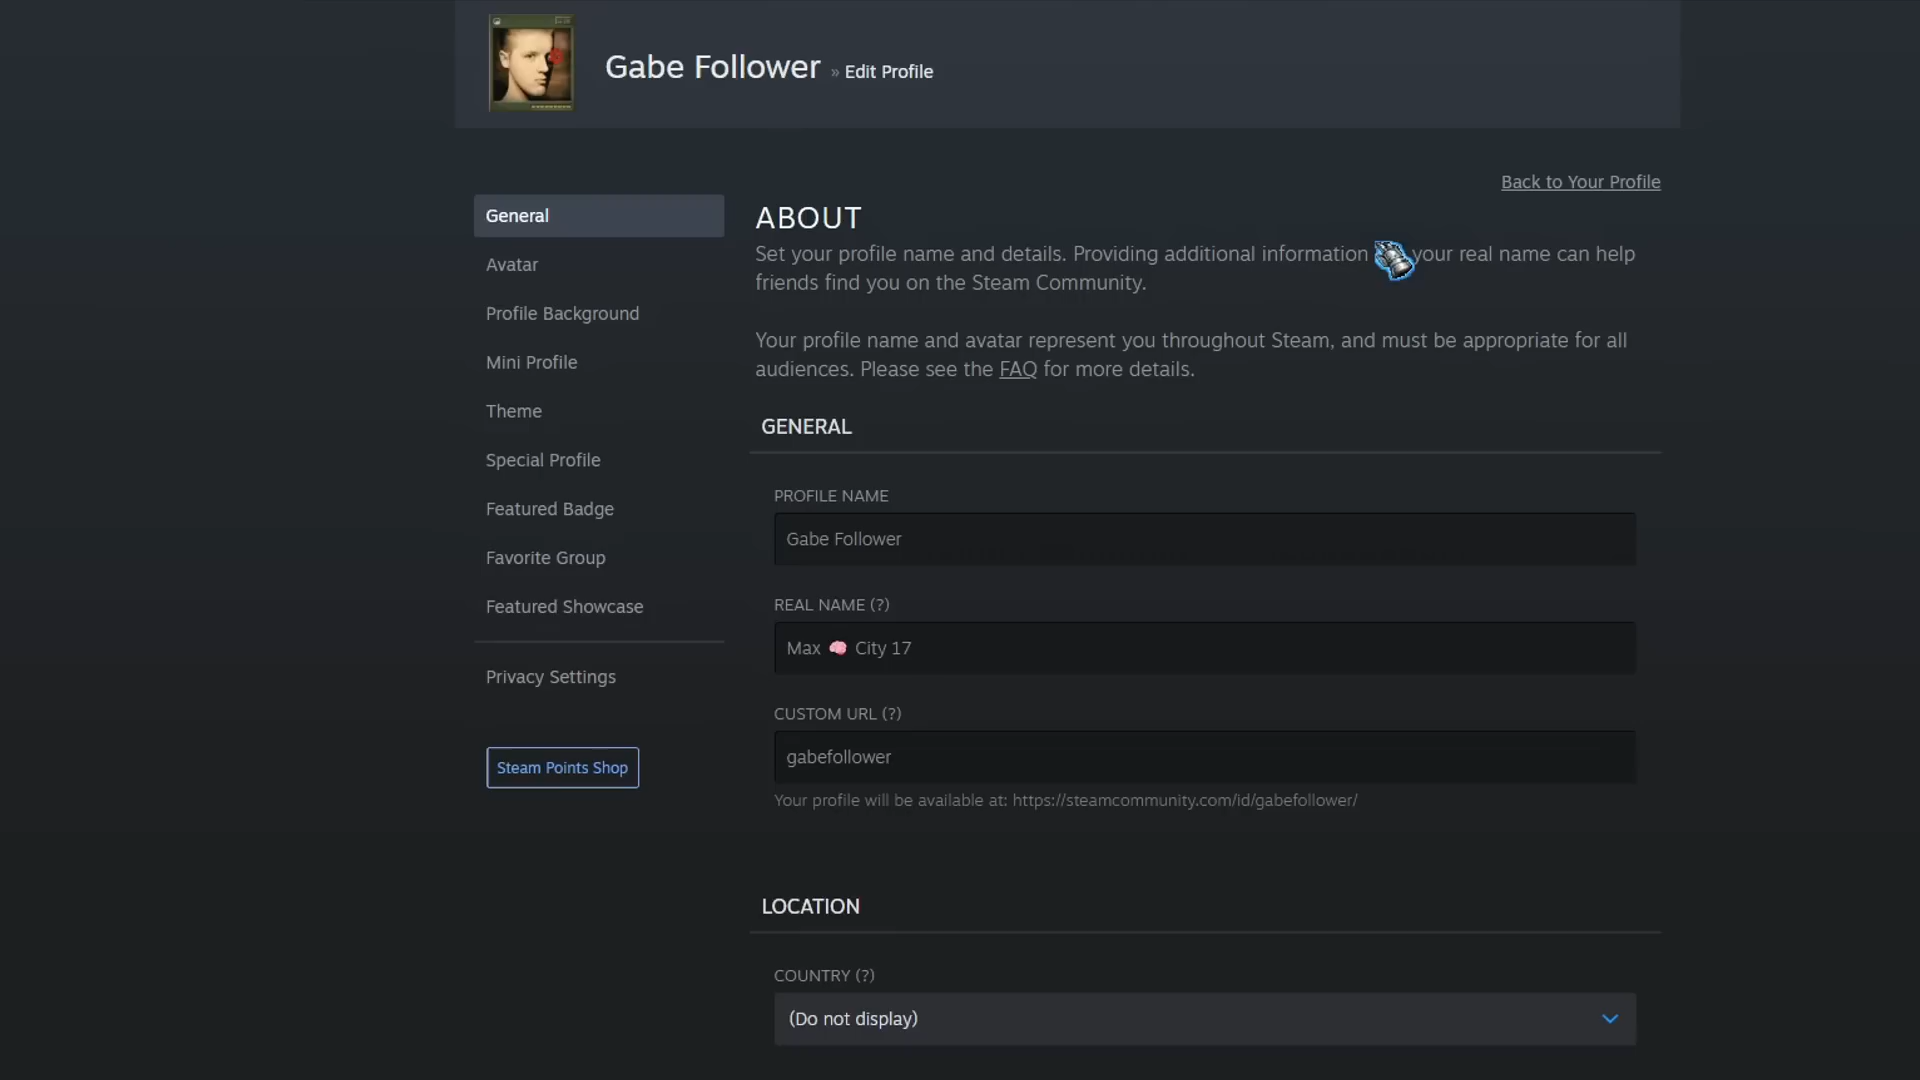 Gabe Follower » Edit Profile
Back to Your Profile
General
Avatar
Profile Background
Mini Profile
Theme
Special Profile
Featured Badge
Favorite Group
Featured Showcase
Privacy Settings
Steam Points Shop
ABOUT
Set your profile name and details. Providing additional information your real name can help
friends find you on the Steam Community.
Your profile name and avatar represent you throughout Steam, and must be appropriate for all
audiences. Please see the FAQ for more details.
GENERAL
PROFILE NAME
Gabe Follower
REAL NAME (?)
Max 🧠 City 17
CUSTOM URL (?)
gabefollower
Your profile will be available at: https://steamcommunity.com/id/gabefollower/
LOCATION
COUNTRY (?)
(Do not display)